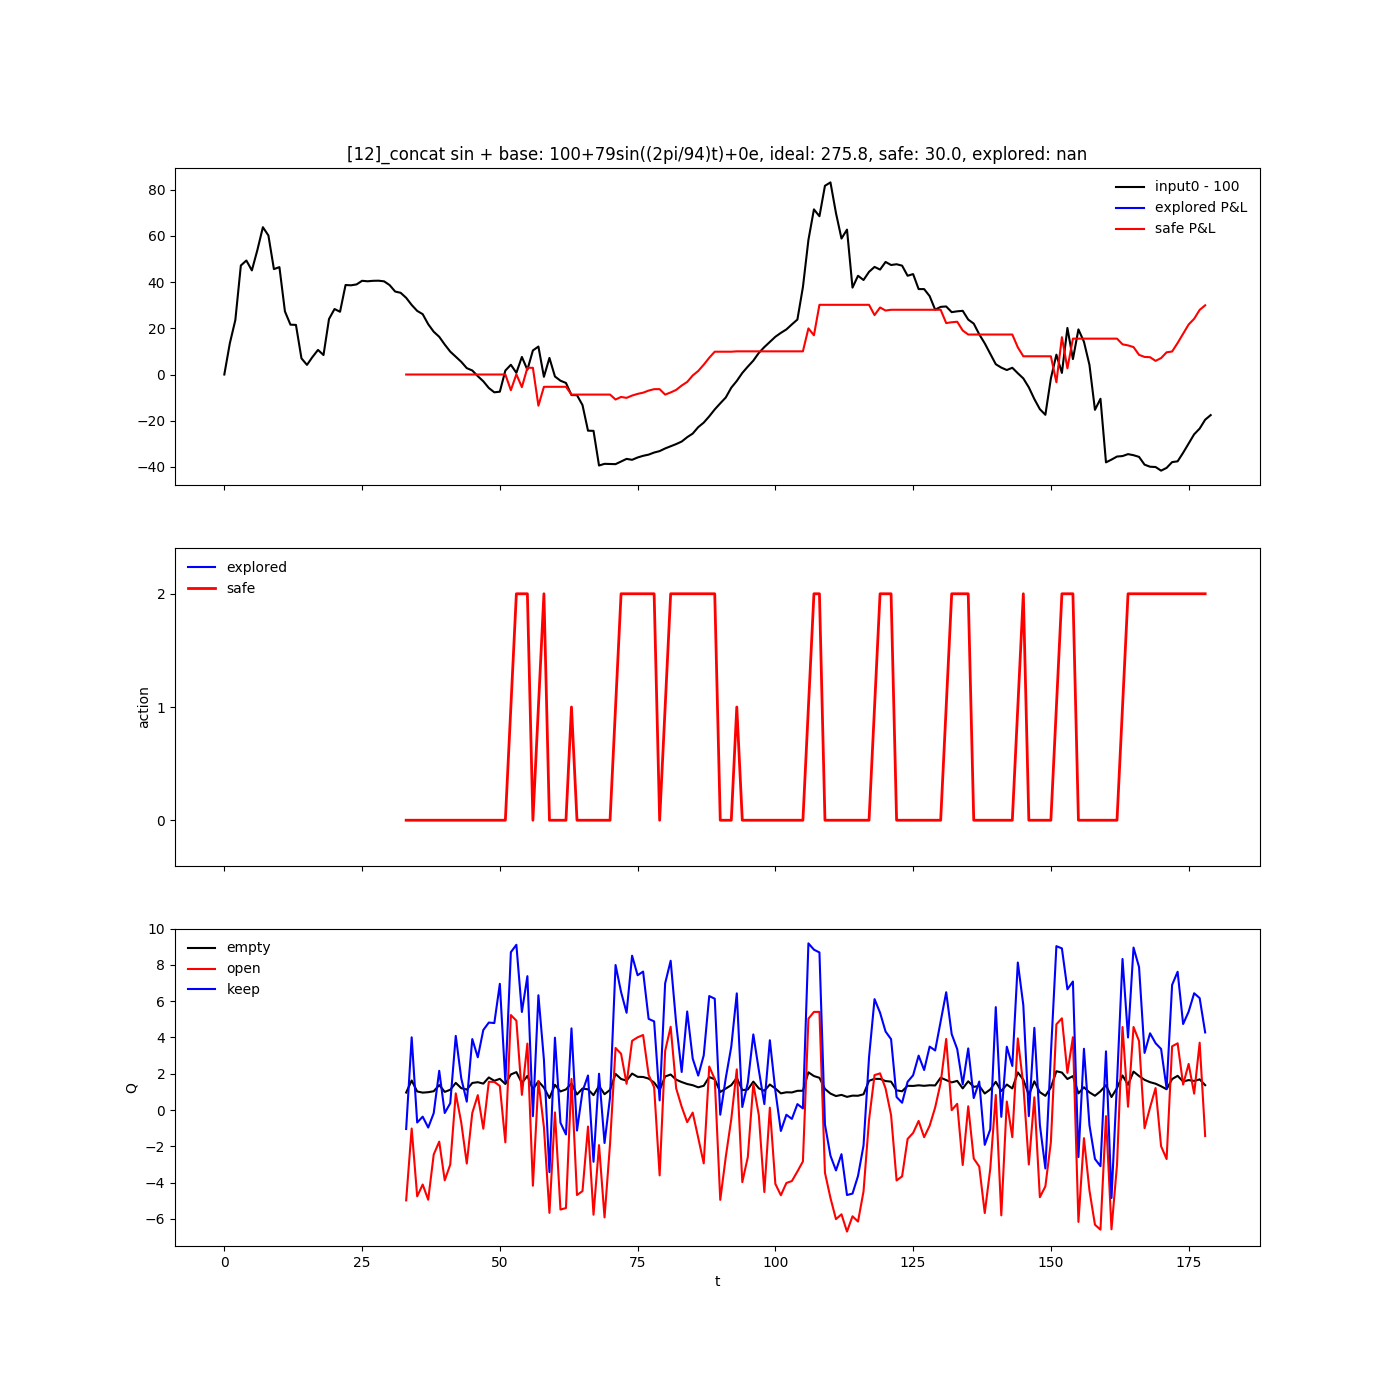 [12]_concat sin + base: 100+79sin((2pi/94)t)+0e, ideal: 275.8, safe: 30.0, explored: nan
80
60
40
20
0
−20
−40
input0 - 100
explored P&L
safe P&L
action
2
1
0
explored
safe
Q
10
8
6
4
2
0
−2
−4
−6
empty
open
keep
0 25 50 75 100 125 150 175
t